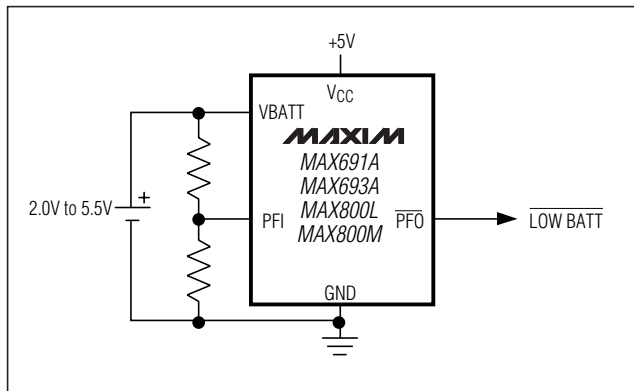 +5V
VCC
VBATT
MAXIM
MAX691A
MAX693A
MAX800L
MAX800M
2.0V to 5.5V
+
PFI
PFO
LOW BATT
GND